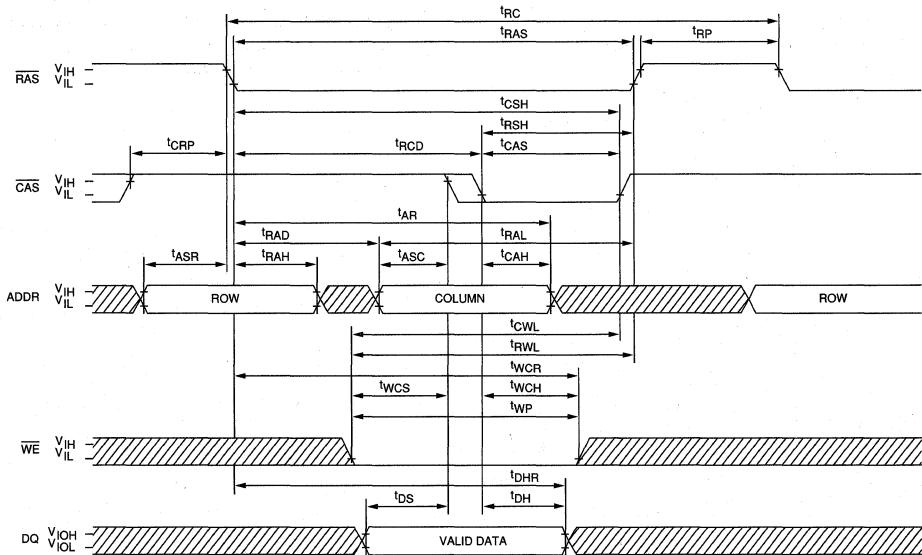 tRC
tRAS
tRP
RAS VIH
VIL
tCSH
tRSH
tCRP
tRCD
tCAS
CAS VIH
VIL
tAR
tRAD
tRAL
tASR
tRAH
tASC
tCAH
ADDR VIH
VIL
ROW
COLUMN
ROW
tCWL
tRWL
tWCR
tWCS
tWCH
tWP
WE VIH
VIL
tDHR
tDS
tDH
DQ VIOH
VIOL
VALID DATA